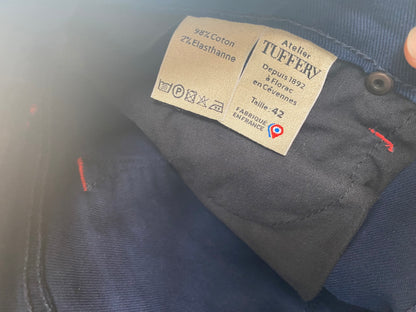 98% Coton
2% Elasthanne
P
Atelier
TUFFERY
Depuis 1892
à Florac
en Cévennes
Taille: 42
FABRIQUÉ
EN FRANCE